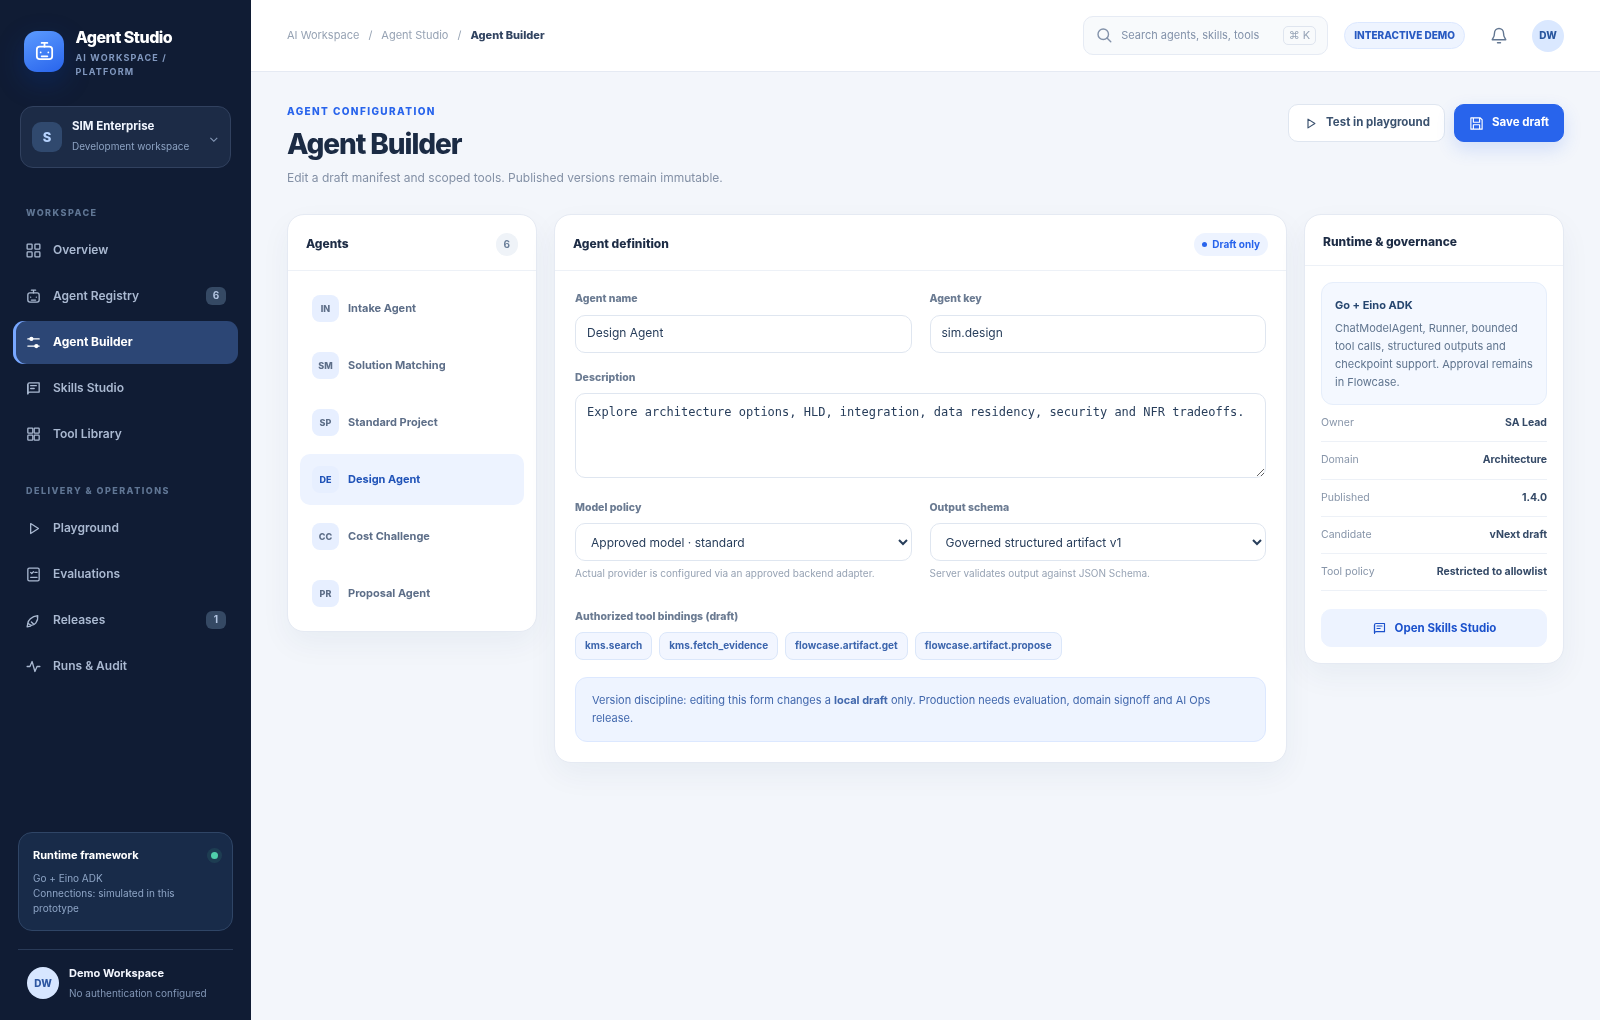 Agent Studio
AI WORKSPACE /
PLATFORM
S
SIM Enterprise
Development workspace
WORKSPACE
Overview
Agent Registry
6
Agent Builder
Skills Studio
Tool Library
DELIVERY & OPERATIONS
Playground
Evaluations
Releases
1
Runs & Audit
Runtime framework
Go + Eino ADK
Connections: simulated in this
prototype
DW
Demo Workspace
No authentication configured
AI Workspace / Agent Studio / Agent Builder
Search agents, skills, tools
⌘ K
INTERACTIVE DEMO
DW
AGENT CONFIGURATION
Agent Builder
Edit a draft manifest and scoped tools. Published versions remain immutable.
Test in playground
Save draft
Agents
6
IN Intake Agent
SM Solution Matching
SP Standard Project
DE Design Agent
CC Cost Challenge
PR Proposal Agent
Agent definition
Draft only
Agent name
Design Agent
Agent key
sim.design
Description
Explore architecture options, HLD, integration, data residency, security and NFR tradeoffs.
Model policy
Approved model · standard
Actual provider is configured via an approved backend adapter.
Output schema
Governed structured artifact v1
Server validates output against JSON Schema.
Authorized tool bindings (draft)
kms.search
kms.fetch_evidence
flowcase.artifact.get
flowcase.artifact.propose
Version discipline: editing this form changes a local draft only. Production needs evaluation, domain signoff and AI Ops
release.
Runtime & governance
Go + Eino ADK
ChatModelAgent, Runner, bounded
tool calls, structured outputs and
checkpoint support. Approval remains
in Flowcase.
Owner SA Lead
Domain Architecture
Published 1.4.0
Candidate vNext draft
Tool policy Restricted to allowlist
Open Skills Studio